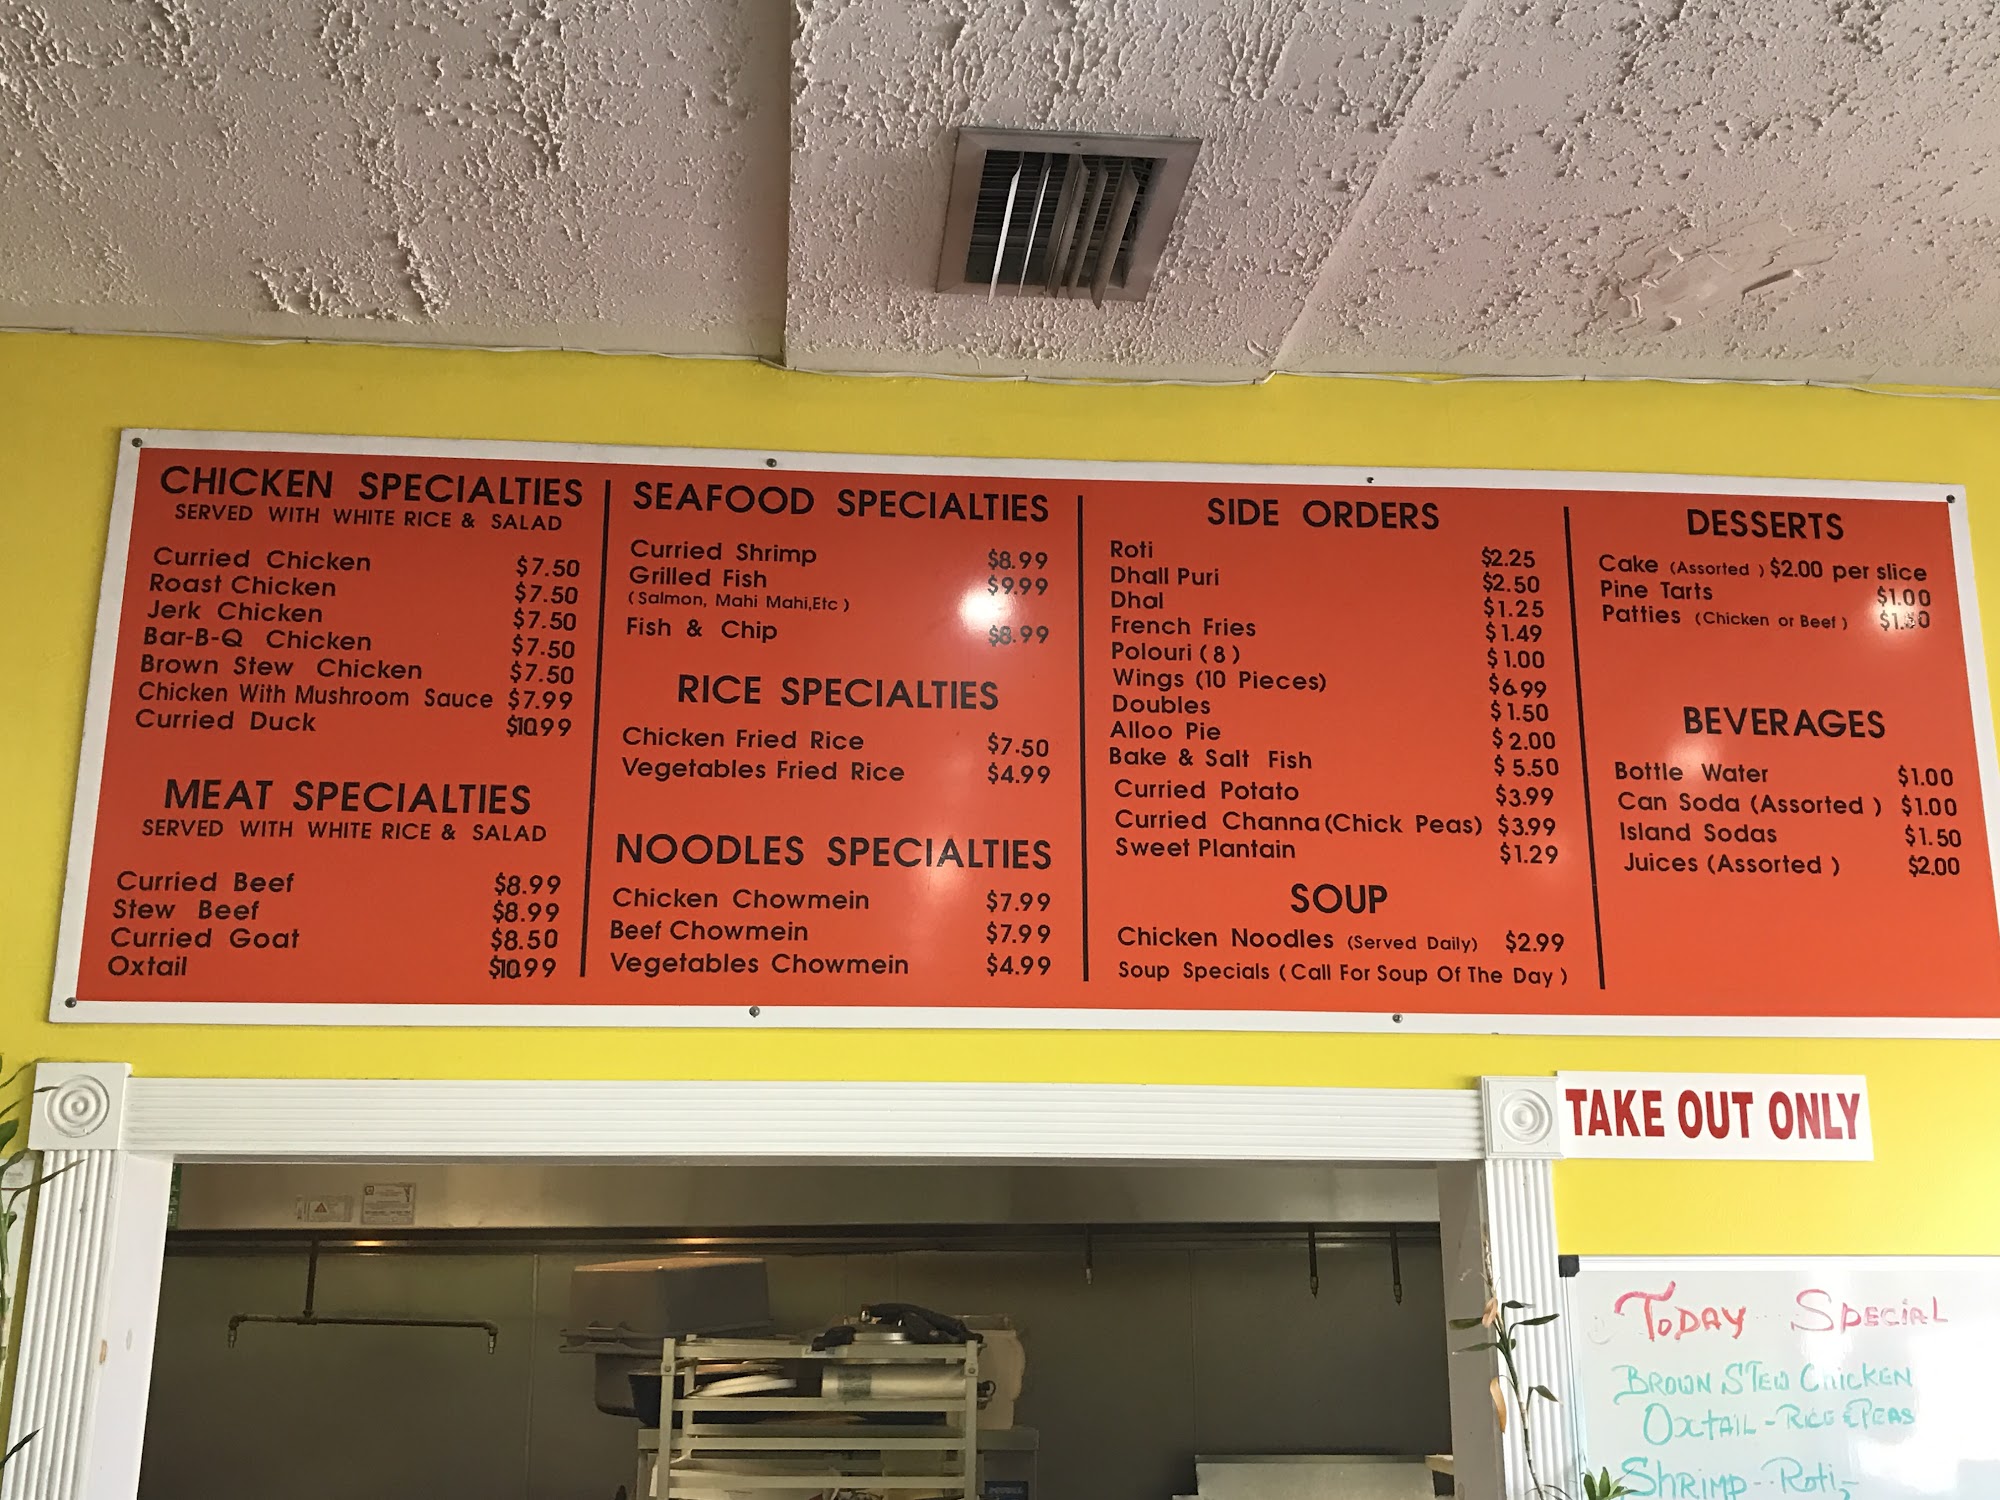 CHICKEN SPECIALTIES
SERVED WITH WHITE RICE & SALAD
Curried Chicken $7.50
Roast Chicken $7.50
Jerk Chicken $7.50
Bar-B-Q Chicken $7.50
Brown Stew Chicken $7.50
Chicken With Mushroom Sauce $7.99
Curried Duck $10.99
MEAT SPECIALTIES
SERVED WITH WHITE RICE & SALAD
Curried Beef $8.99
Stew Beef $8.99
Curried Goat $8.50
Oxtail $10.99
SEAFOOD SPECIALTIES
Curried Shrimp $8.99
Grilled Fish $9.99
(Salmon, Mahi Mahi,Etc )
Fish & Chip $8.99
RICE SPECIALTIES
Chicken Fried Rice $7.50
Vegetables Fried Rice $4.99
NOODLES SPECIALTIES
Chicken Chowmein $7.99
Beef Chowmein $7.99
Vegetables Chowmein $4.99
SIDE ORDERS
Roti $2.25
Dhall Puri $2.50
Dhal $1.25
French Fries $1.49
Polouri ( 8 ) $1.00
Wings (10 Pieces) $6.99
Doubles $1.50
Alloo Pie $2.00
Bake & Salt Fish $5.50
Curried Potato $3.99
Curried Channa (Chick Peas) $3.99
Sweet Plantain $1.29
SOUP
Chicken Noodles (Served Daily) $2.99
Soup Specials ( Call For Soup Of The Day )
DESSERTS
Cake (Assorted ) $2.00 per slice
Pine Tarts $1.00
Patties (Chicken or Beef )
BEVERAGES
Bottle Water $1.00
Can Soda (Assorted ) $1.00
Island Sodas $1.50
Juices (Assorted ) $2.00
TAKE OUT ONLY
TODAY SPECIAL
BROWN STEW CHICKEN
OXTAIL - RICE & PEAS
SHRIMP - ROTI